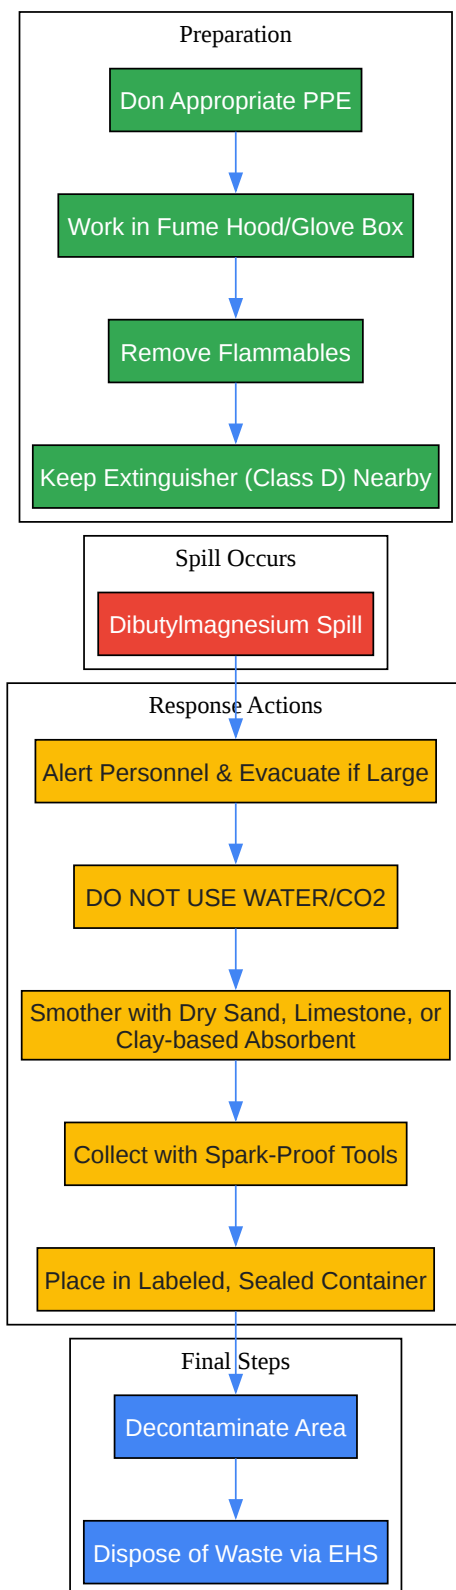 Preparation
Don Appropriate PPE
Work in Fume Hood/Glove Box
Remove Flammables
Keep Extinguisher (Class D) Nearby
Spill Occurs
Dibutylmagnesium Spill
Response Actions
Alert Personnel & Evacuate if Large
DO NOT USE WATER/CO2
Smother with Dry Sand, Limestone, or
Clay-based Absorbent
Collect with Spark-Proof Tools
Place in Labeled, Sealed Container
Final Steps
Decontaminate Area
Dispose of Waste via EHS